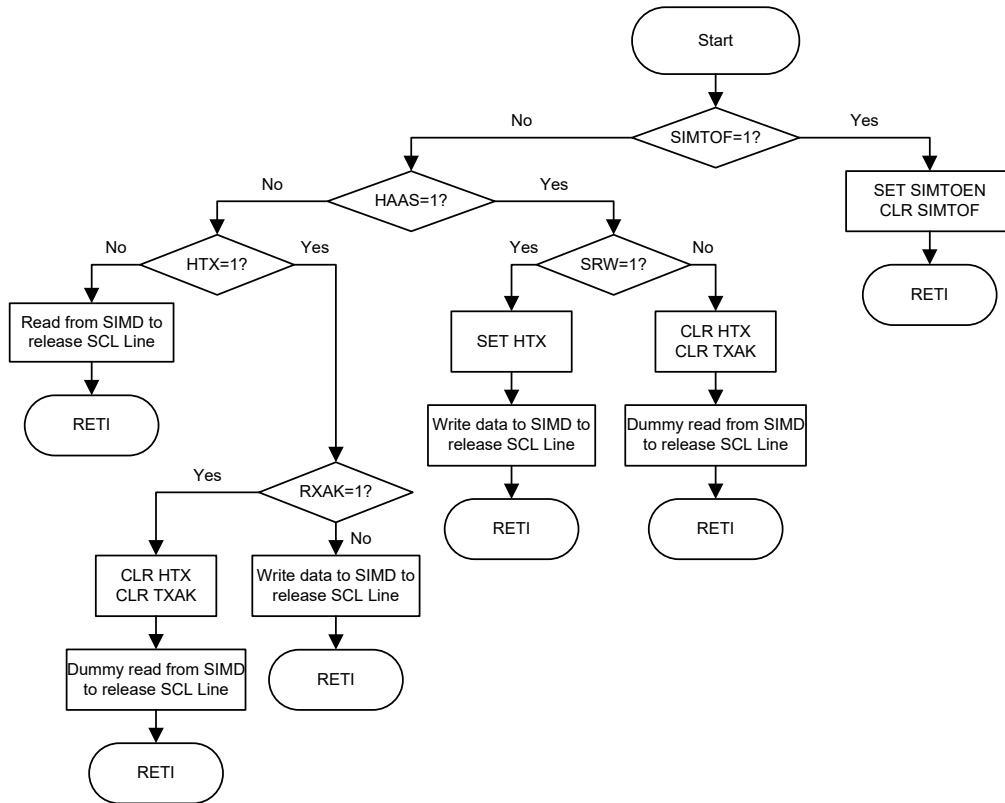 Start
SIMTOF=1?
No
Yes
HAAS=1?
No
Yes
SET SIMTOEN
CLR SIMTOF
RETI
HTX=1?
No
Yes
SRW=1?
Yes
No
Read from SIMD to
release SCL Line
RETI
SET HTX
CLR HTX
CLR TXAK
Write data to SIMD to
release SCL Line
Dummy read from SIMD
to release SCL Line
RETI
RETI
RXAK=1?
Yes
No
CLR HTX
CLR TXAK
Write data to SIMD to
release SCL Line
Dummy read from SIMD
to release SCL Line
RETI
RETI